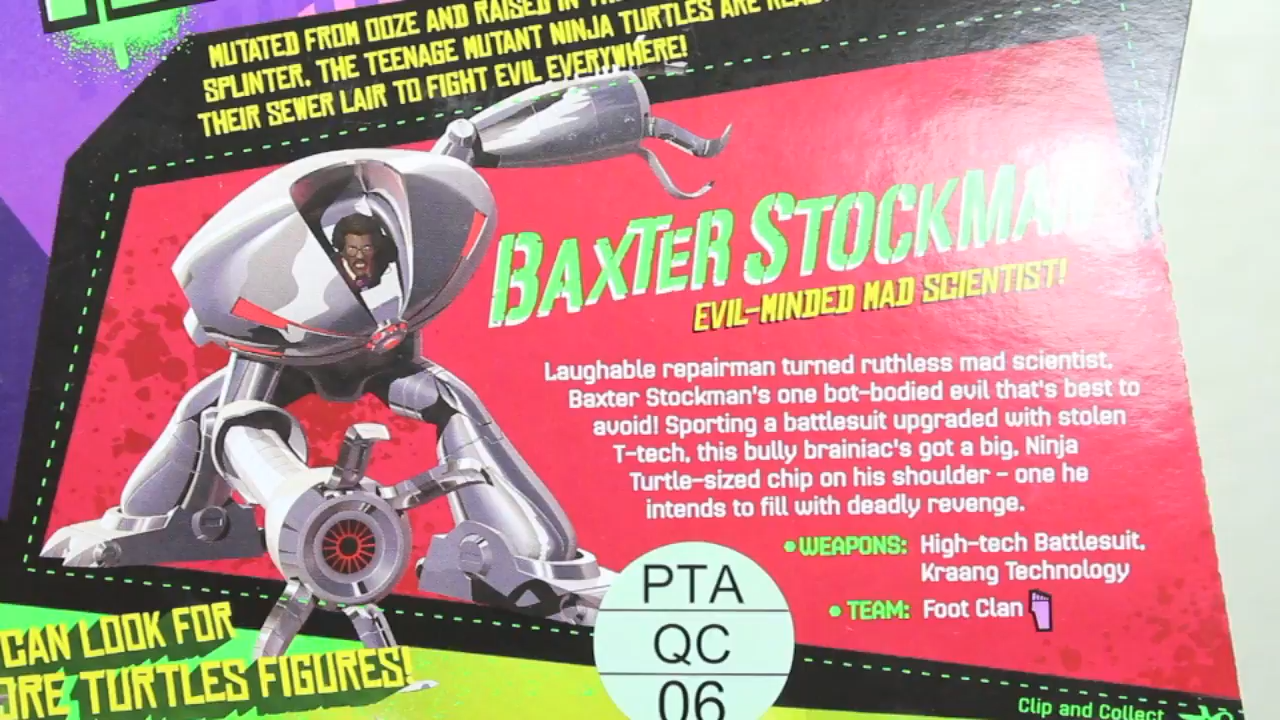 MUTATED FROM OOZE AND RAISED IN
SPLINTER, THE TEENAGE MUTANT NINJA TURTLES ARE
THEIR SEWER LAIR TO FIGHT EVIL EVERYWHERE!
BAXTER STOCKMAN
EVIL-MINDED MAD SCIENTIST!
Laughable repairman turned ruthless mad scientist,
Baxter Stockman's one bot-bodied evil that's best to
avoid! Sporting a battlesuit upgraded with stolen
T-tech, this bully brainiac's got a big, Ninja
Turtle-sized chip on his shoulder – one he
intends to fill with deadly revenge.
•WEAPONS: High-tech Battlesuit,
Kraang Technology
•TEAM: Foot Clan
PTA
QC
06
CAN LOOK FOR
TURTLES FIGURES!
Clip and Collect